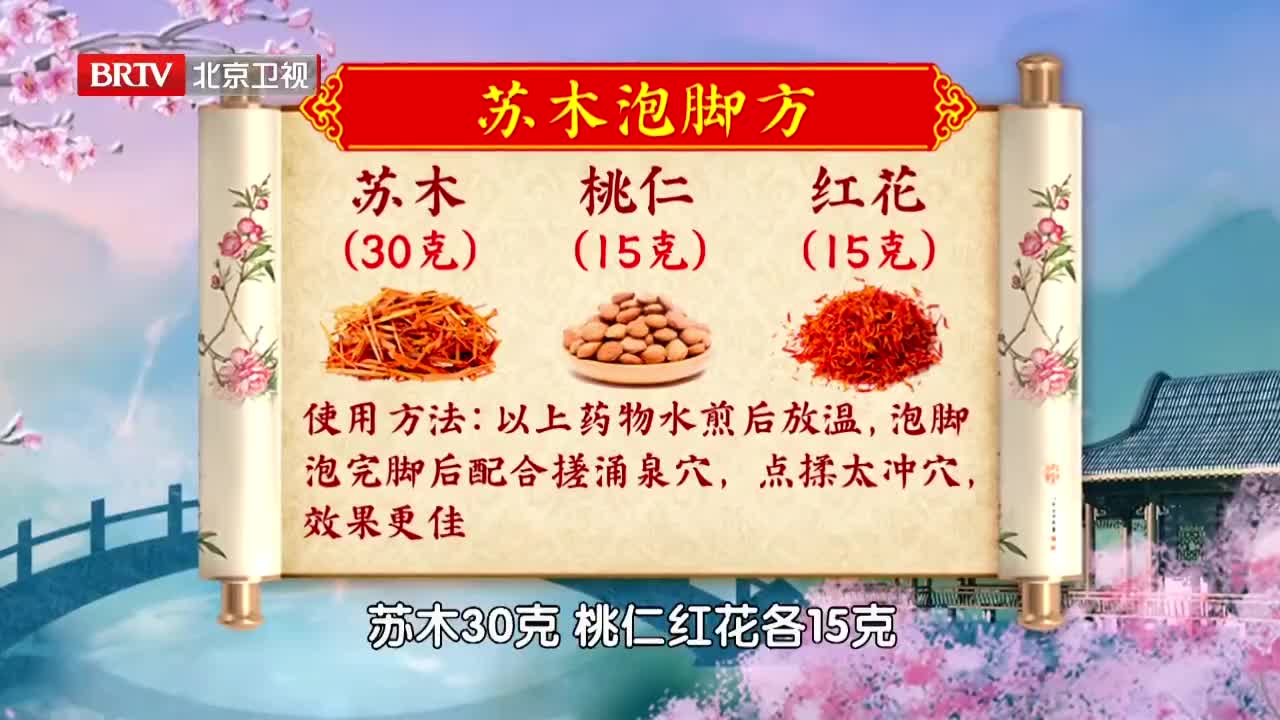 BRTV 北京卫视
苏木泡脚方
苏木 桃仁 红花
(30克) (15克) (15克)
使用方法：以上药物水煎后放温，泡脚
泡完脚后配合搓涌泉穴，点揉太冲穴，
效果更佳
苏木30克 桃仁红花各15克